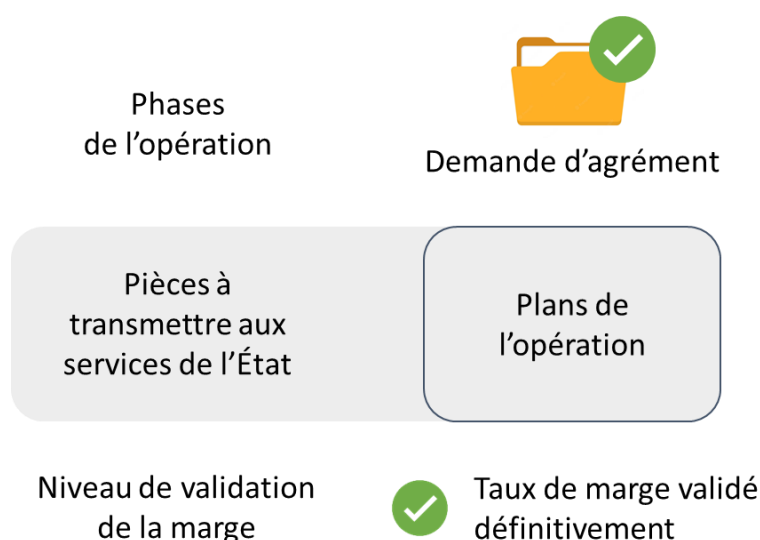 Phases
de l’opération
Demande d’agrément
Pièces à
transmettre aux
services de l’État
Plans de
l’opération
Niveau de validation
de la marge
Taux de marge validé
définitivement